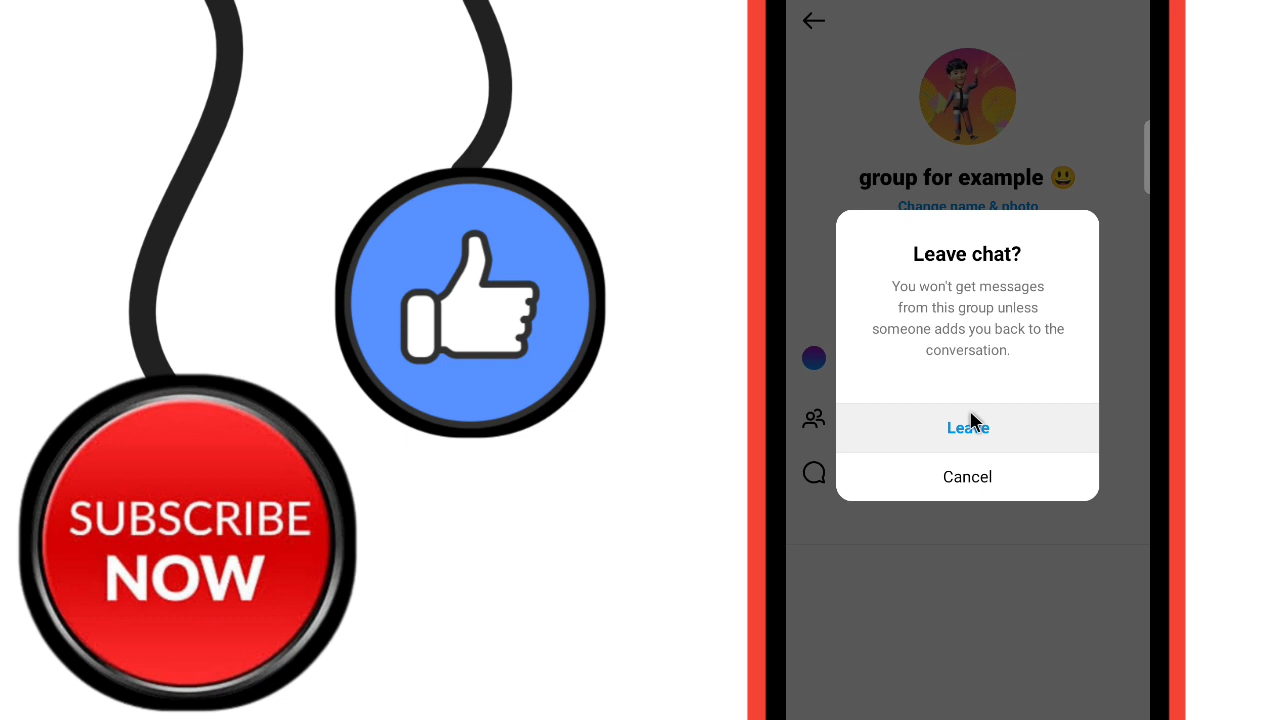 SUBSCRIBE
NOW
group for example 😃
Change name & photo
Leave chat?
You won't get messages
from this group unless
someone adds you back to the
conversation.
Leave
Cancel